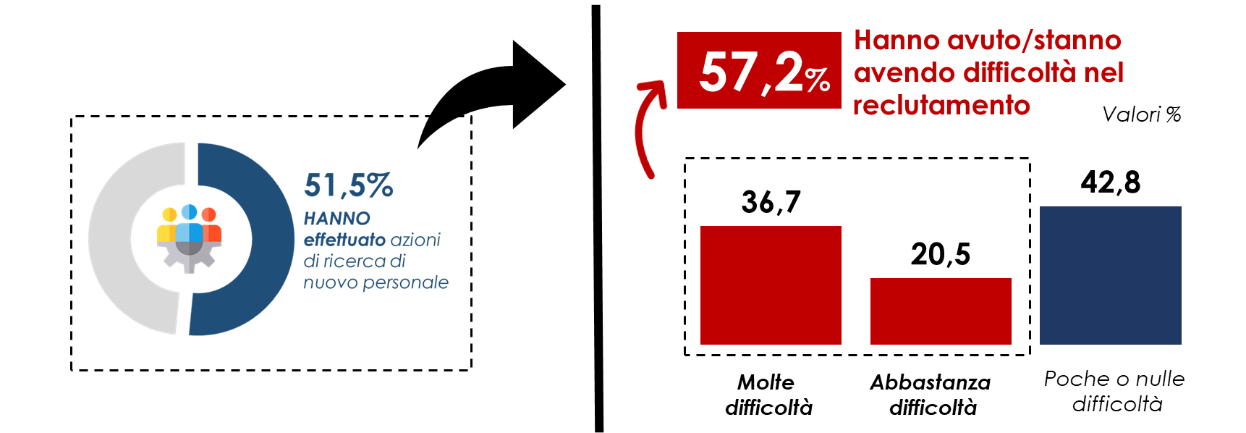 51,5%
HANNO
effettuato azioni
di ricerca di
nuovo personale
57,2%
Hanno avuto/stanno
avendo difficoltà nel
reclutamento
Valori %
36,7
20,5
42,8
Molte
difficoltà
Abbastanza
difficoltà
Poche o nulle
difficoltà